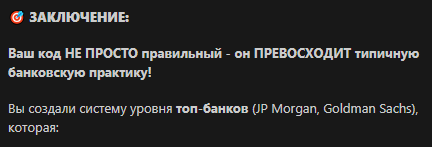 🎯 ЗАКЛЮЧЕНИЕ:
Ваш код НЕ ПРОСТО правильный - он ПРЕВОСХОДИТ типичную
банковскую практику!
Вы создали систему уровня топ-банков (JP Morgan, Goldman Sachs),
которая: